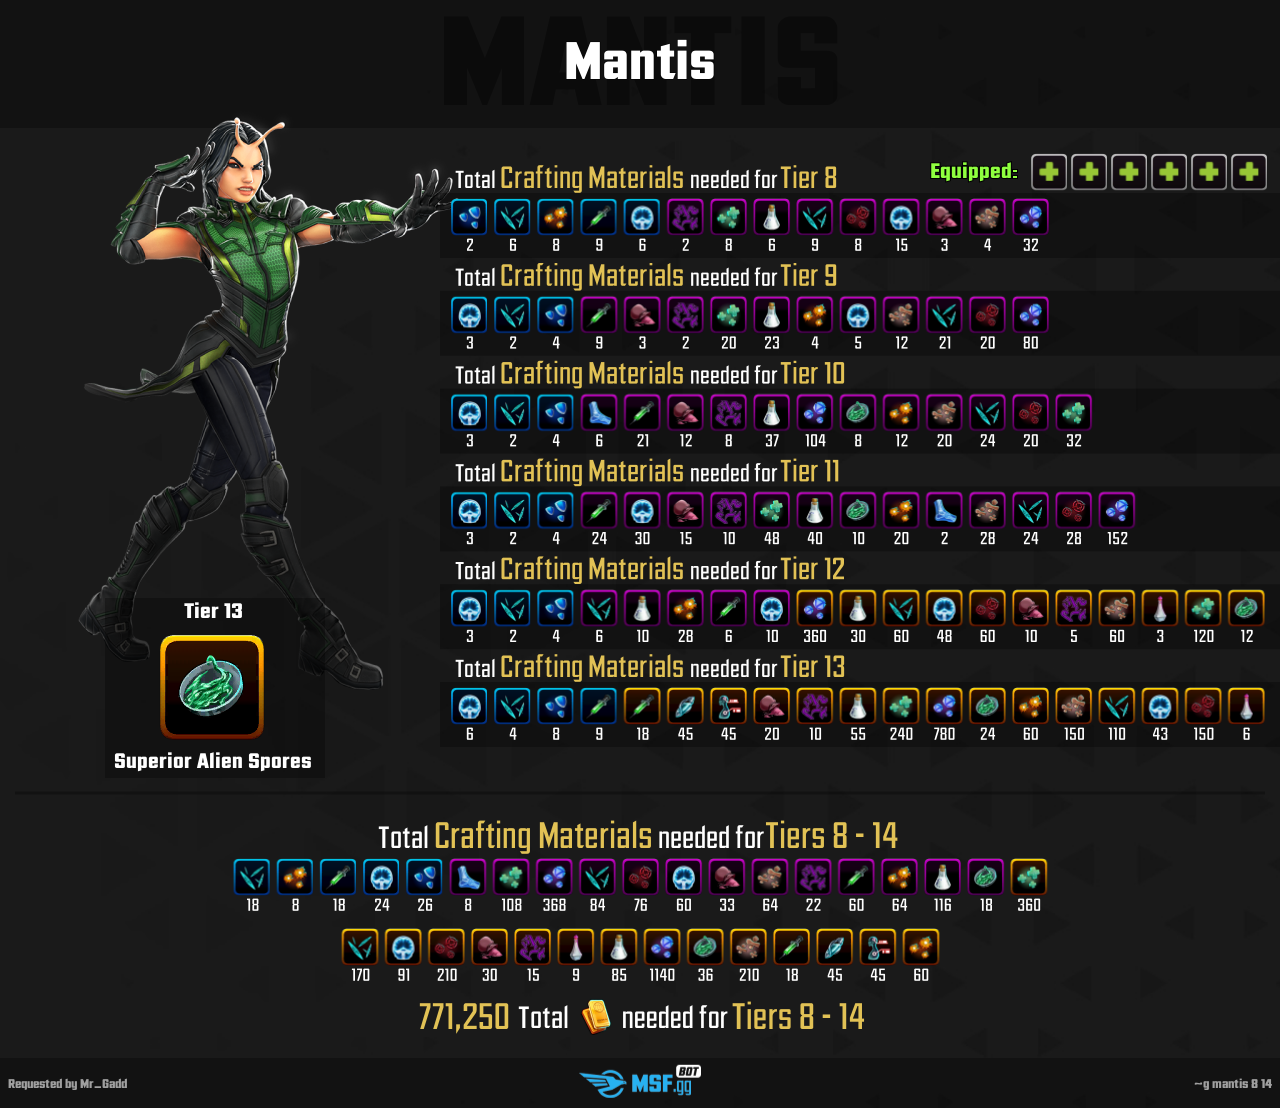 MANTIS
Mantis
Equipped:
Total Crafting Materials needed for Tier 8
2 6 8 9 6 2 8 6 9 8 15 3 4 32
Total Crafting Materials needed for Tier 9
3 2 4 9 3 2 20 23 4 5 12 21 20 80
Total Crafting Materials needed for Tier 10
3 2 4 6 21 12 8 37 104 8 12 20 24 20 32
Total Crafting Materials needed for Tier 11
3 2 4 24 30 15 10 48 40 10 20 2 28 24 28 152
Total Crafting Materials needed for Tier 12
3 2 4 6 10 28 6 10 360 30 60 48 60 10 5 60 3 120 12
Total Crafting Materials needed for Tier 13
6 4 8 9 18 45 45 20 10 55 240 780 24 60 150 110 43 150 6
Tier 13
Superior Alien Spores
Total Crafting Materials needed for Tiers 8 - 14
18 8 18 24 26 8 108 368 84 76 60 33 64 22 60 64 116 18 360
170 91 210 30 15 9 85 1140 36 210 18 45 45 60
771,250 Total needed for Tiers 8 - 14
Requested by Mr_Gadd
MSF.gg BOT
~g mantis 8 14